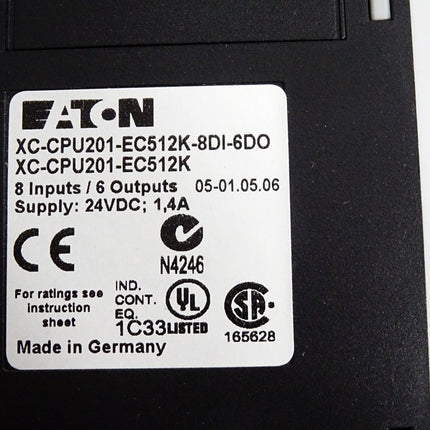 EATON
XC-CPU201-EC512K-8DI-6DO
XC-CPU201-EC512K
8 Inputs / 6 Outputs 05-01.05.06
Supply: 24VDC; 1,4A
CE
N4246
For ratings see
instruction
sheet
IND.
CONT.
EQ.
1C33
UL
LISTED
SA
165628
Made in Germany